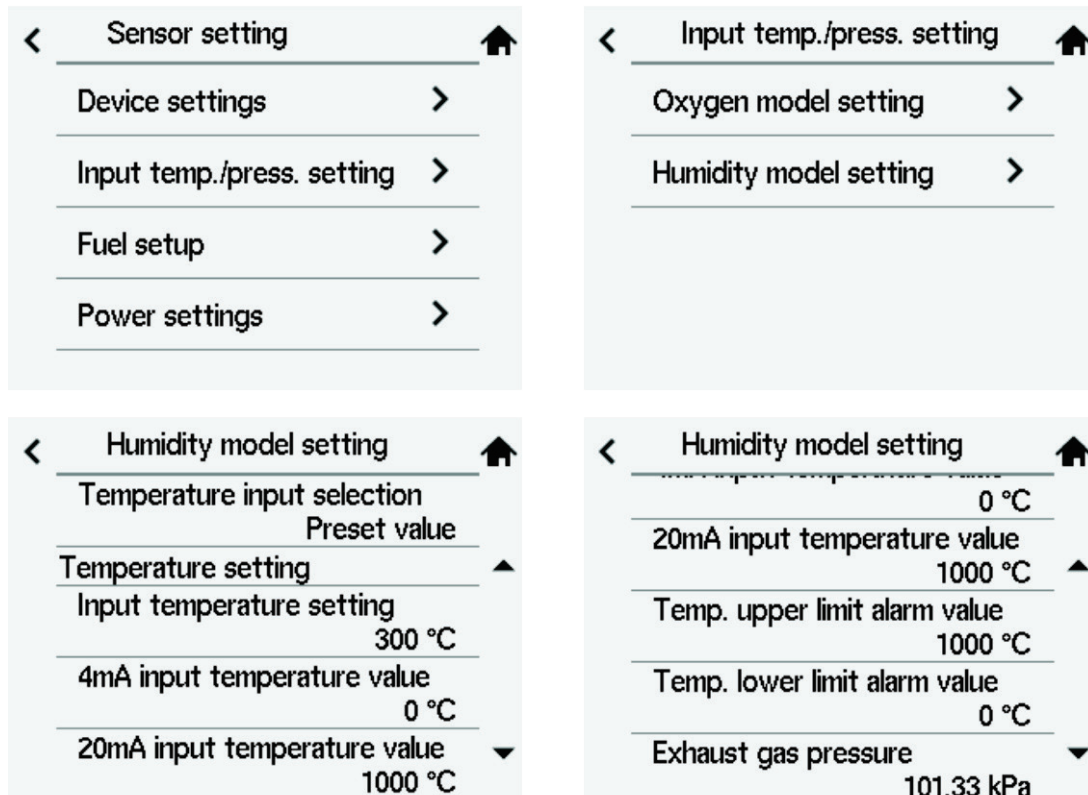 Sensor setting
Device settings
Input temp./press. setting
Fuel setup
Power settings
Input temp./press. setting
Oxygen model setting
Humidity model setting
Humidity model setting
Temperature input selection
Preset value
Temperature setting
Input temperature setting
300 °C
4mA input temperature value
0 °C
20mA input temperature value
1000 °C
Humidity model setting
0 °C
20mA input temperature value
1000 °C
Temp. upper limit alarm value
1000 °C
Temp. lower limit alarm value
0 °C
Exhaust gas pressure
101.33 kPa